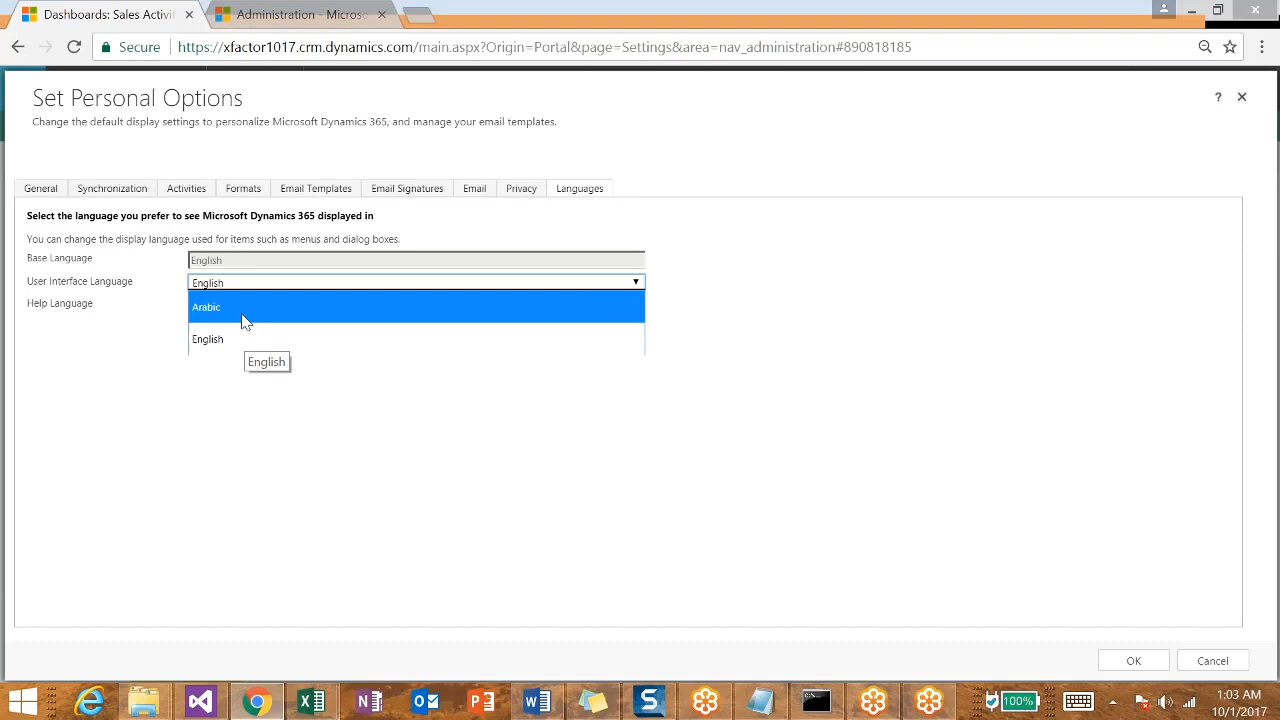 Dashboards: Sales Activi
Administration - Microso
Secure
https://xfactor1017.crm.dynamics.com/main.aspx?Origin=Portal&page=Settings&area=nav_administration#890818185
Set Personal Options
Change the default display settings to personalize Microsoft Dynamics 365, and manage your email templates.
General Synchronization Activities Formats Email Templates Email Signatures Email Privacy Languages
Select the language you prefer to see Microsoft Dynamics 365 displayed in
You can change the display language used for items such as menus and dialog boxes.
Base Language English
User Interface Language English
Help Language
Arabic
English
English
OK Cancel
100%
1:03 AM
10/1/2017